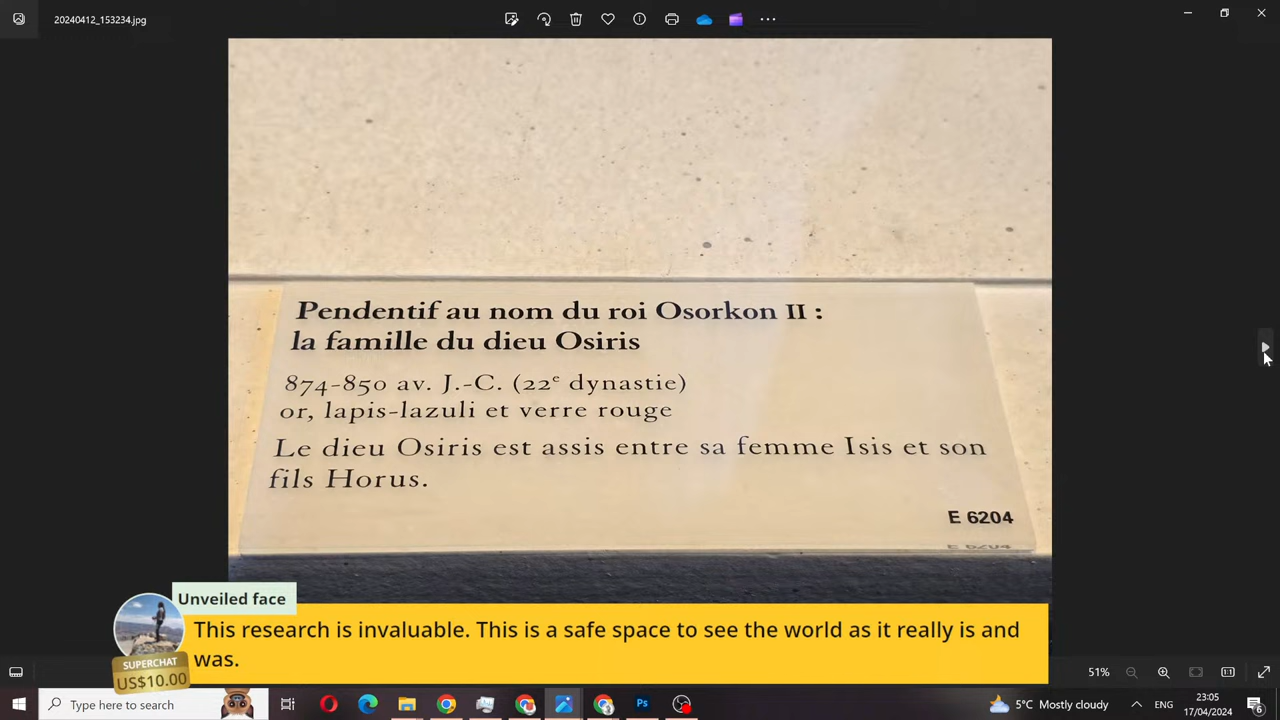 20240412_153234.jpg
Pendentif au nom du roi Osorkon II :
la famille du dieu Osiris
874-850 av. J.-C. (22e dynastie)
or, lapis-lazuli et verre rouge
Le dieu Osiris est assis entre sa femme Isis et son
fils Horus.
E 6204
E 6204
Unveiled face
This research is invaluable. This is a safe space to see the world as it really is and
was.
SUPERCHAT
US$10.00
51%
Type here to search
Ps
5°C Mostly cloudy
ENG
23:05
17/04/2024
6